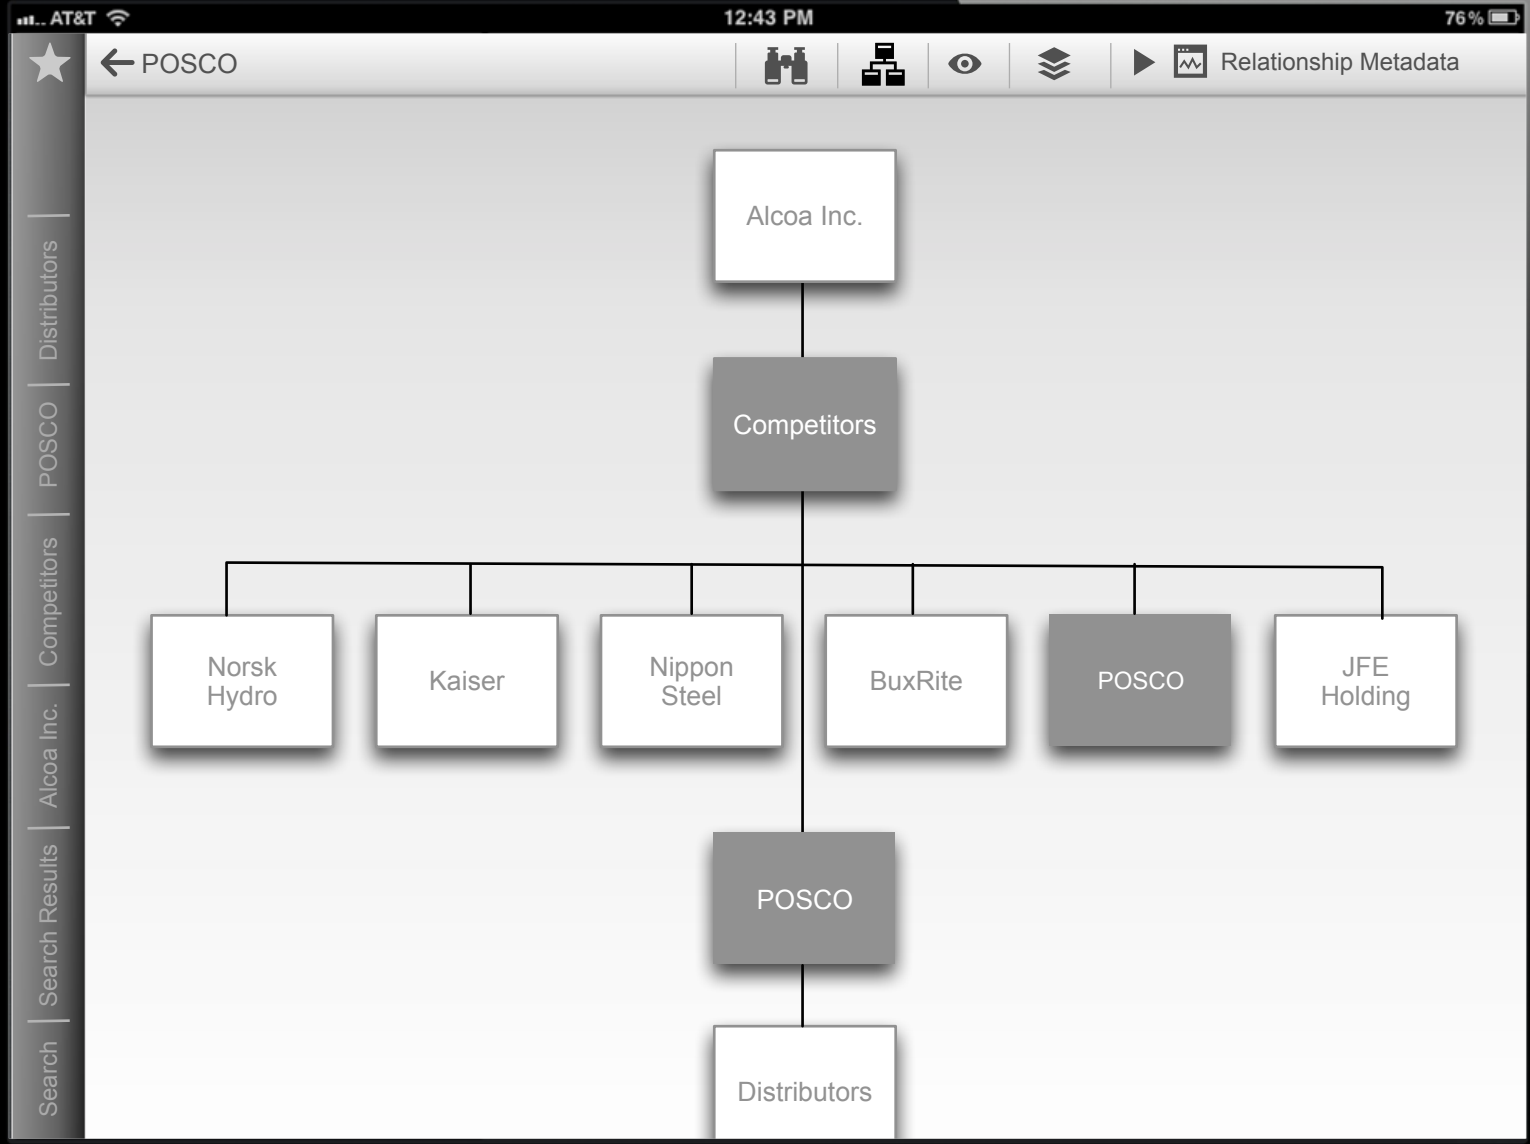 AT&T
12:43 PM
76%
POSCO
Relationship Metadata
Distributors
POSCO
Competitors
Alcoa Inc.
Search Results
Search
Alcoa Inc.
Competitors
Norsk
Hydro
Kaiser
Nippon
Steel
BuxRite
POSCO
JFE
Holding
POSCO
Distributors